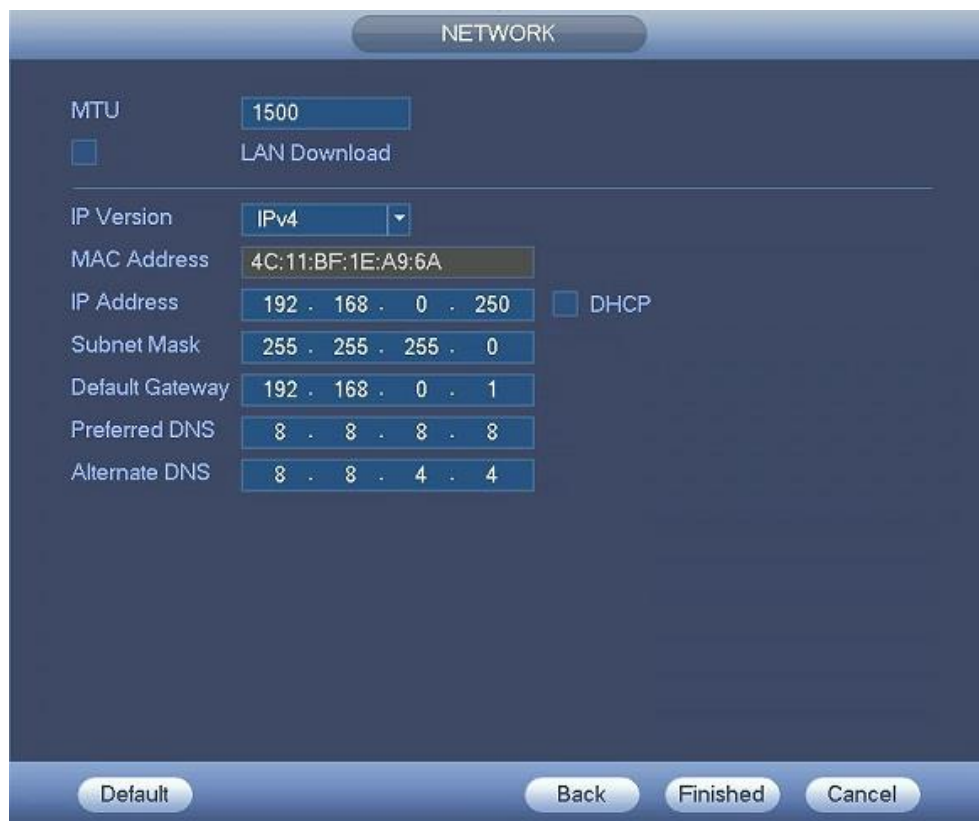 NETWORK
MTU 1500
LAN Download
IP Version IPv4
MAC Address 4C:11:BF:1E:A9:6A
IP Address 192 . 168 . 0 . 250 DHCP
Subnet Mask 255 . 255 . 255 . 0
Default Gateway 192 . 168 . 0 . 1
Preferred DNS 8 . 8 . 8 . 8
Alternate DNS 8 . 8 . 4 . 4
Default Back Finished Cancel